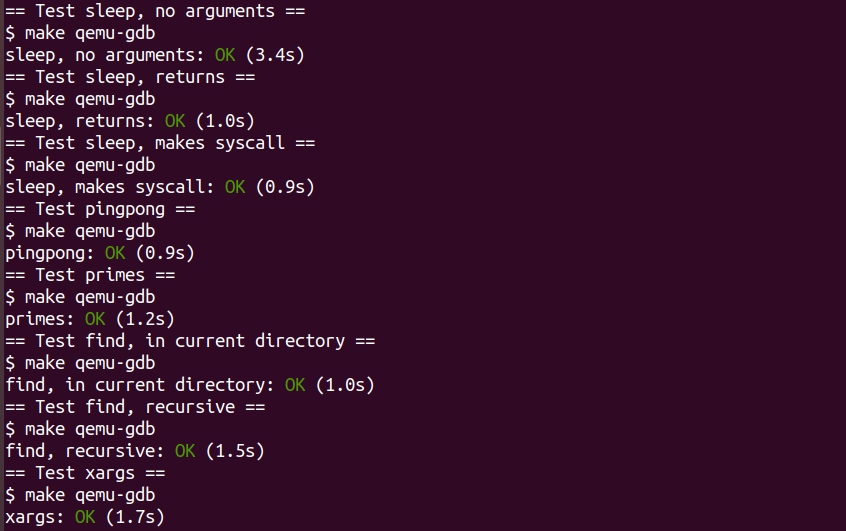 == Test sleep, no arguments ==
$ make qemu-gdb
sleep, no arguments: OK (3.4s)
== Test sleep, returns ==
$ make qemu-gdb
sleep, returns: OK (1.0s)
== Test sleep, makes syscall ==
$ make qemu-gdb
sleep, makes syscall: OK (0.9s)
== Test pingpong ==
$ make qemu-gdb
pingpong: OK (0.9s)
== Test primes ==
$ make qemu-gdb
primes: OK (1.2s)
== Test find, in current directory ==
$ make qemu-gdb
find, in current directory: OK (1.0s)
== Test find, recursive ==
$ make qemu-gdb
find, recursive: OK (1.5s)
== Test xargs ==
$ make qemu-gdb
xargs: OK (1.7s)